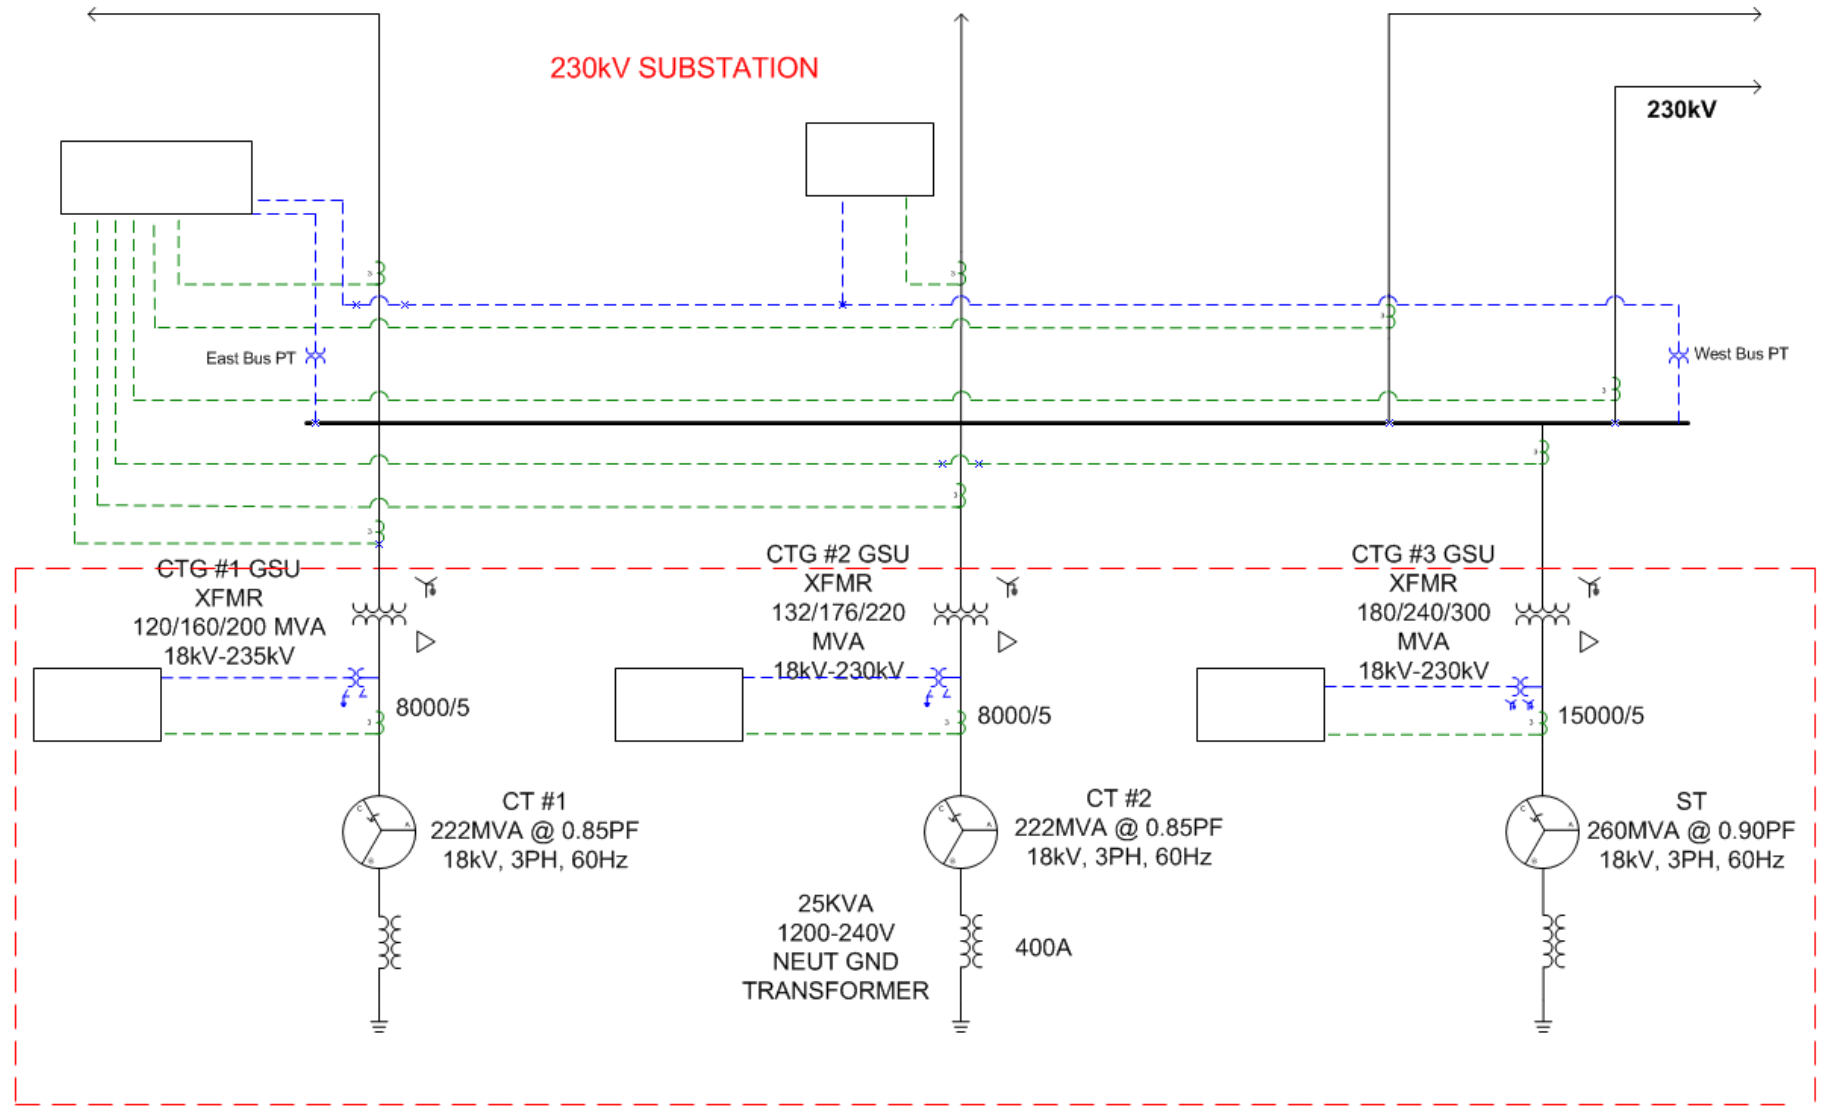 230kV SUBSTATION
230kV
East Bus PT
West Bus PT
CTG #1 GSU
XFMR
120/160/200 MVA
18kV-235kV
CTG #2 GSU
XFMR
132/176/220
MVA
18kV-230kV
CTG #3 GSU
XFMR
180/240/300
MVA
18kV-230kV
8000/5
8000/5
15000/5
CT #1
222MVA @ 0.85PF
18kV, 3PH, 60Hz
CT #2
222MVA @ 0.85PF
18kV, 3PH, 60Hz
ST
260MVA @ 0.90PF
18kV, 3PH, 60Hz
25KVA
1200-240V
NEUT GND
TRANSFORMER
400A